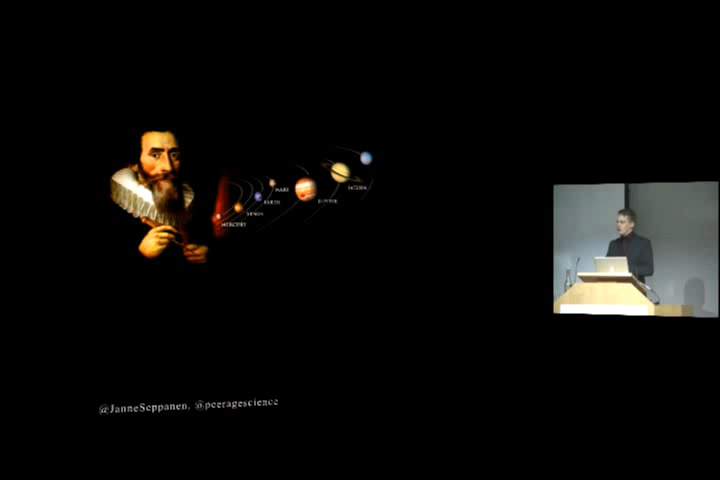 MARS
SATURN
EARTH
JUPITER
VENUS
MERCURY
@JanneSeppanen, @peeragescience